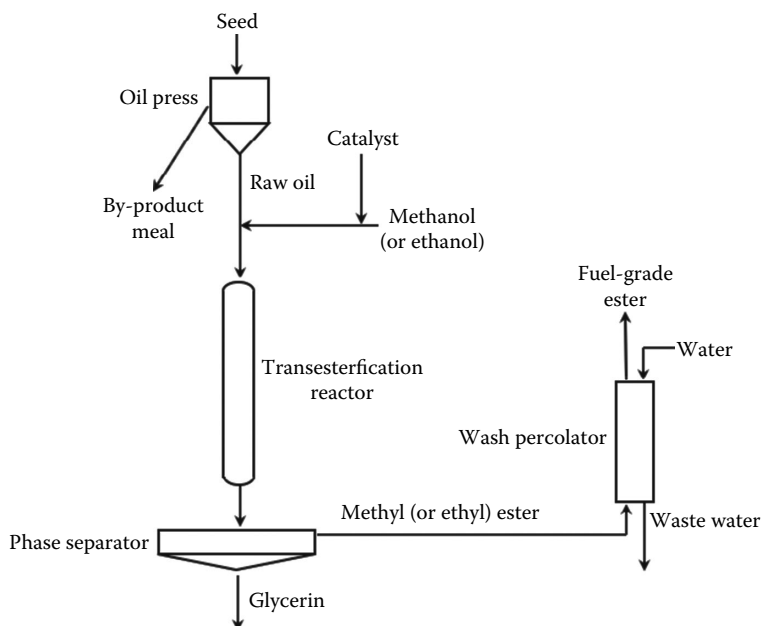 Seed
Oil press
Catalyst
Raw oil
By-product
meal
Methanol
(or ethanol)
Fuel-grade
ester
Water
Transesterfication
reactor
Wash percolator
Methyl (or ethyl) ester
Waste water
Phase separator
Glycerin